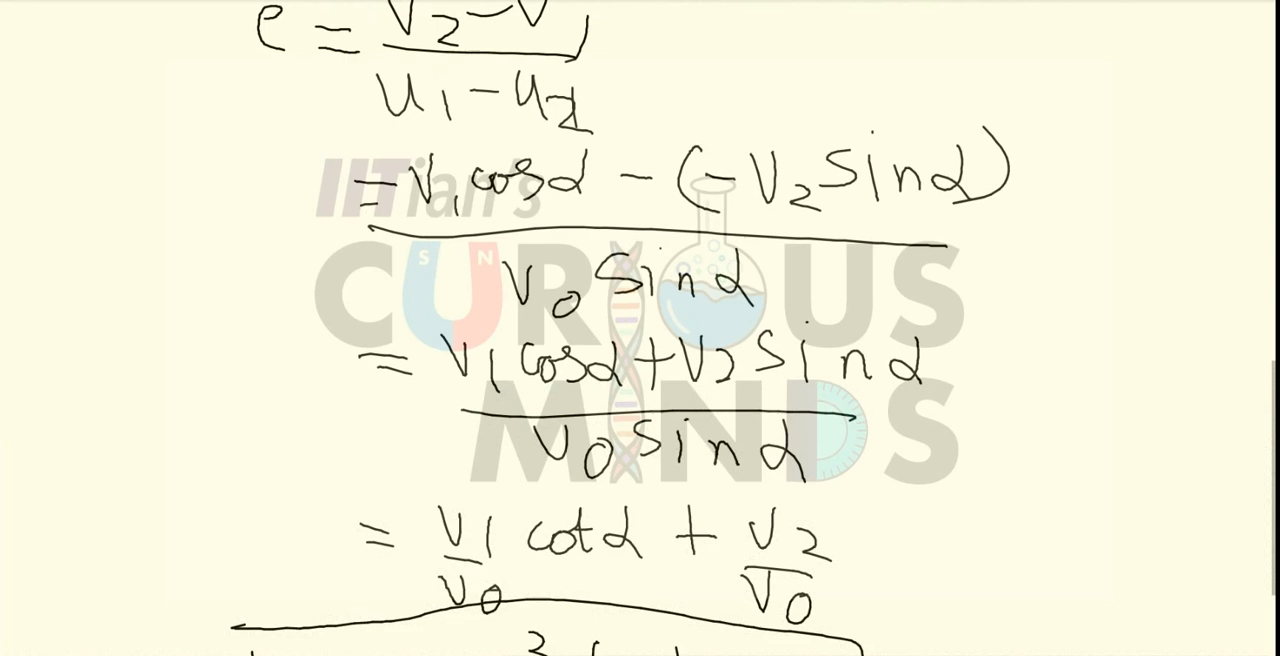 e = V2 - V
u1 - u2
= V1 cosα - (-V2 sinα)
IITian's
CURIOUS
S N
V0 sinα
= V1 cosα + V2 sinα
MINDS
V0 sinα
= V1 cotα + V2
V0 V0